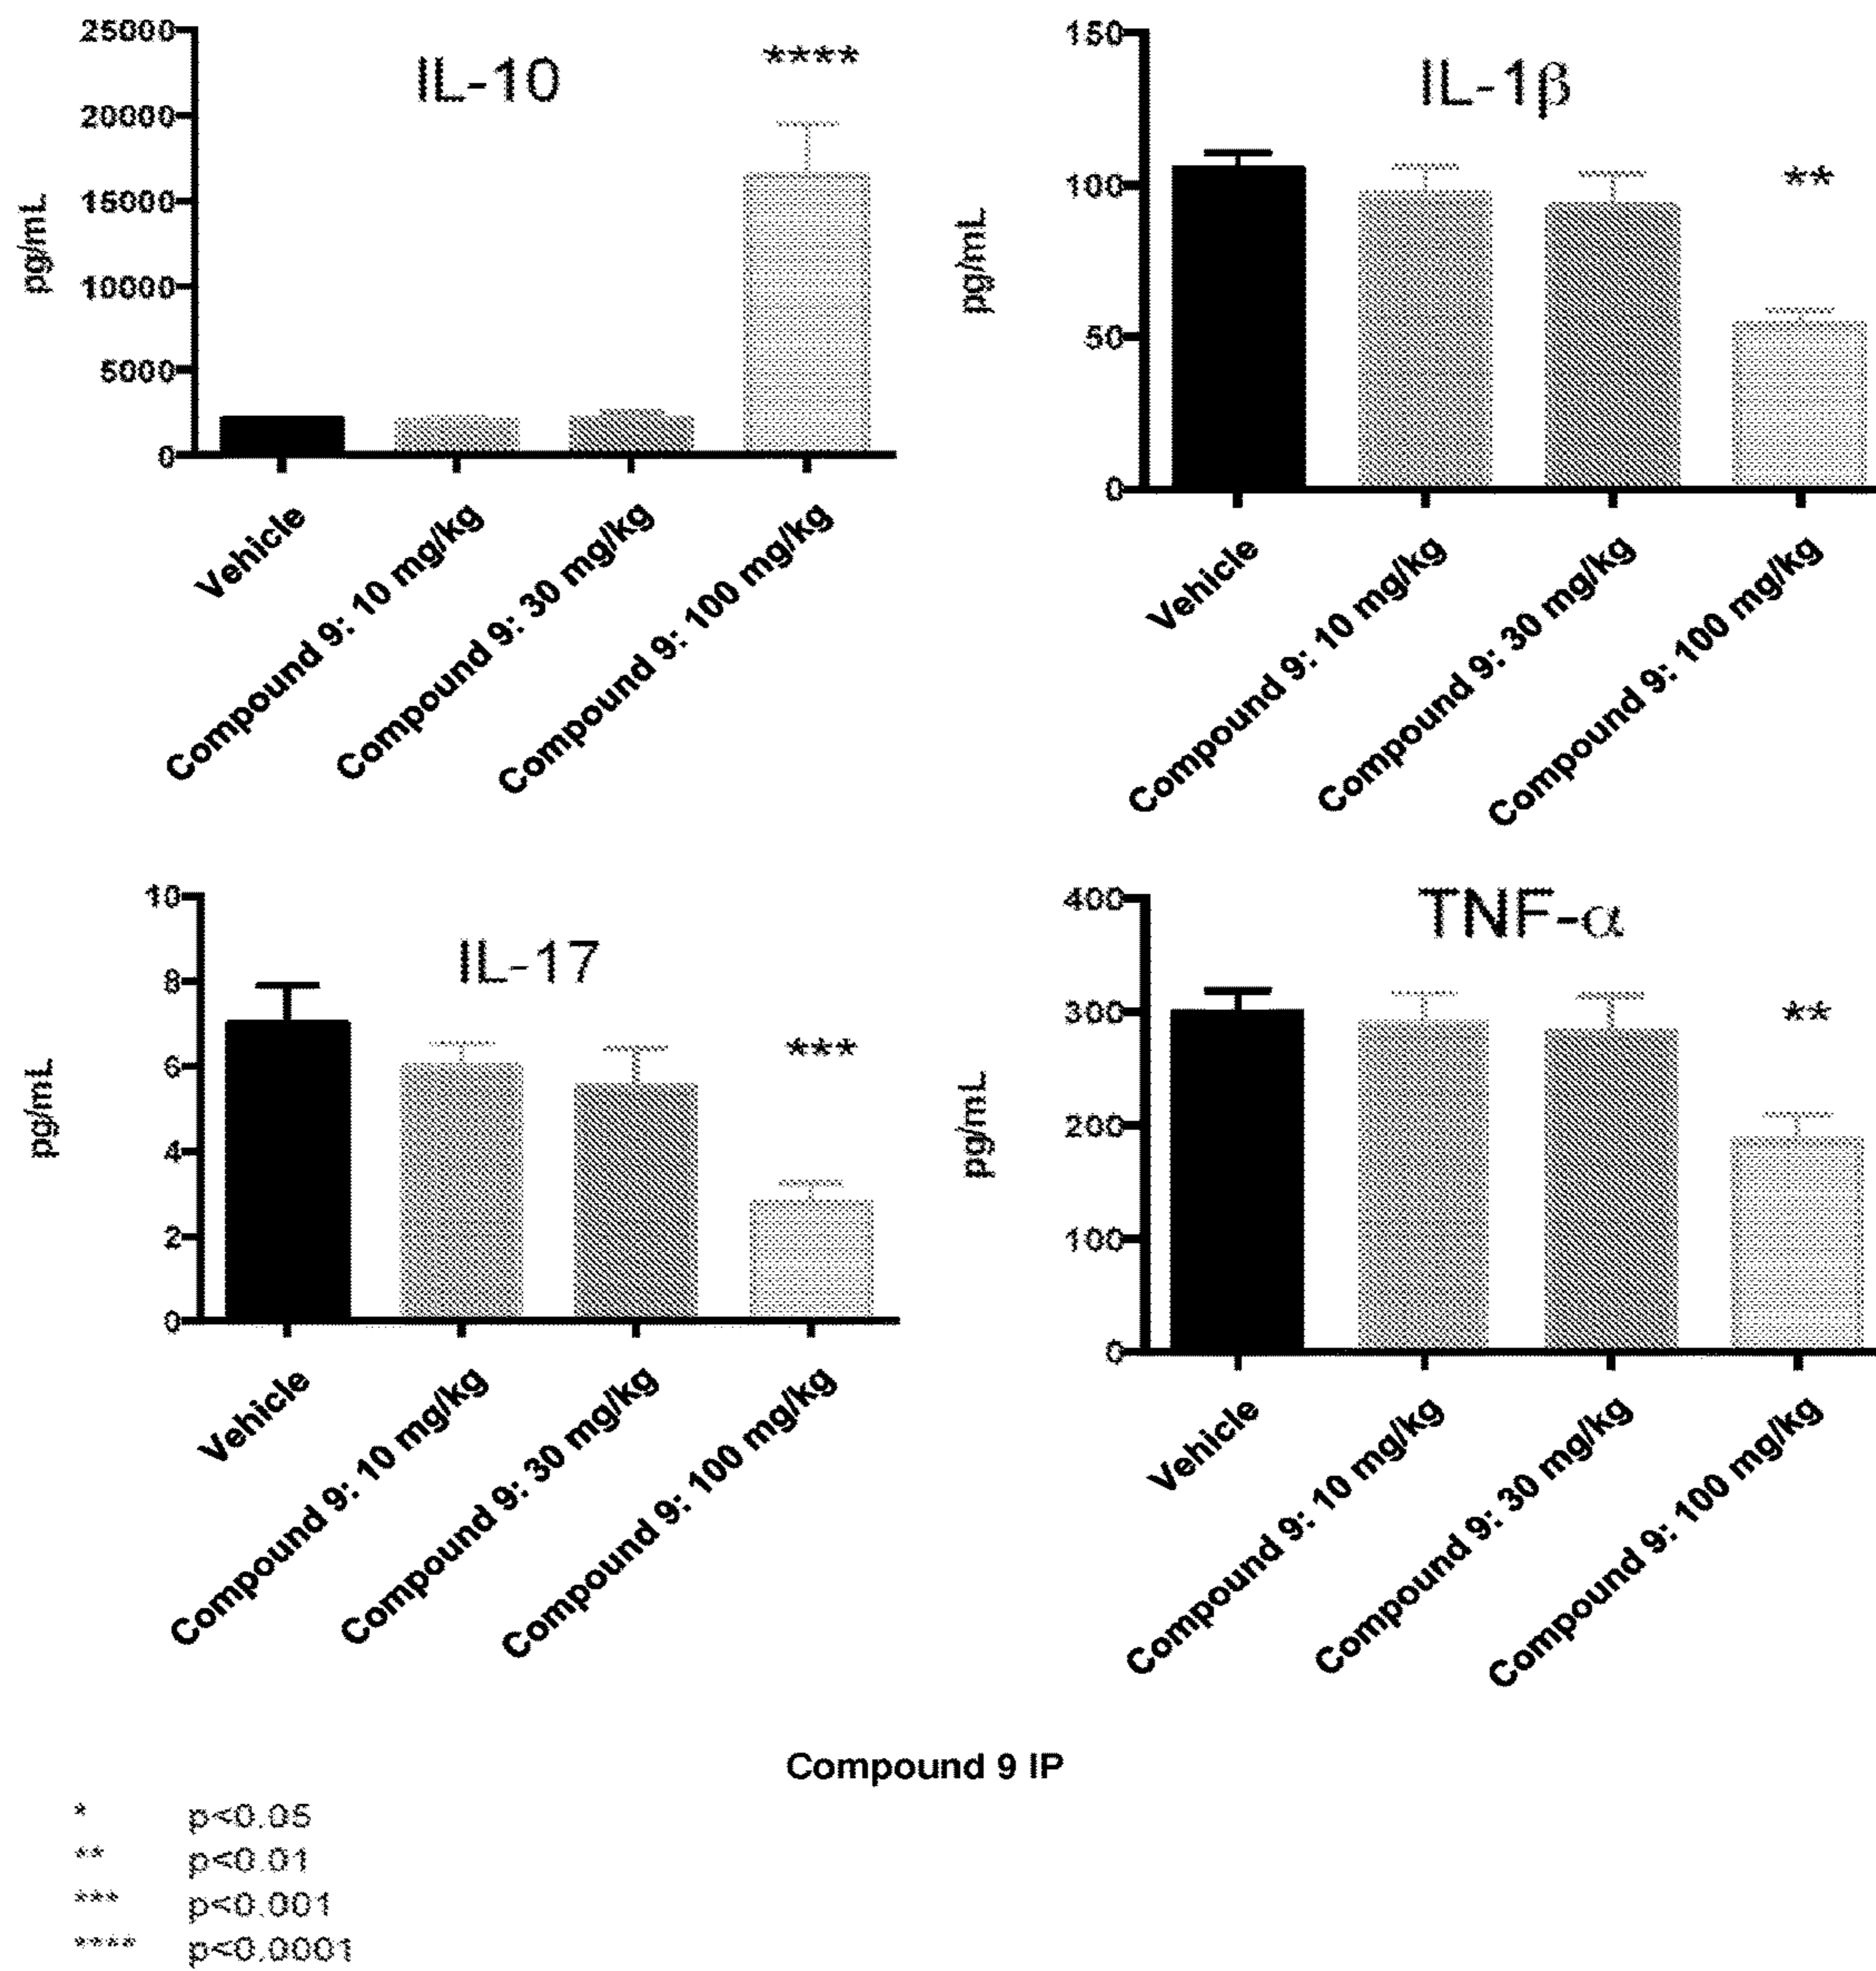 IL-10
25000
20000
15000
10000
5000
0
pg/mL
****
Vehicle
Compound 9: 10 mg/kg
Compound 9: 30 mg/kg
Compound 9: 100 mg/kg
IL-1β
150
100
50
0
pg/mL
**
Vehicle
Compound 9: 10 mg/kg
Compound 9: 30 mg/kg
Compound 9: 100 mg/kg
IL-17
10
8
6
4
2
0
pg/mL
***
Vehicle
Compound 9: 10 mg/kg
Compound 9: 30 mg/kg
Compound 9: 100 mg/kg
TNF-α
400
300
200
100
0
pg/mL
**
Vehicle
Compound 9: 10 mg/kg
Compound 9: 30 mg/kg
Compound 9: 100 mg/kg
Compound 9 IP
* p<0.05
** p<0.01
*** p<0.001
**** p<0.0001